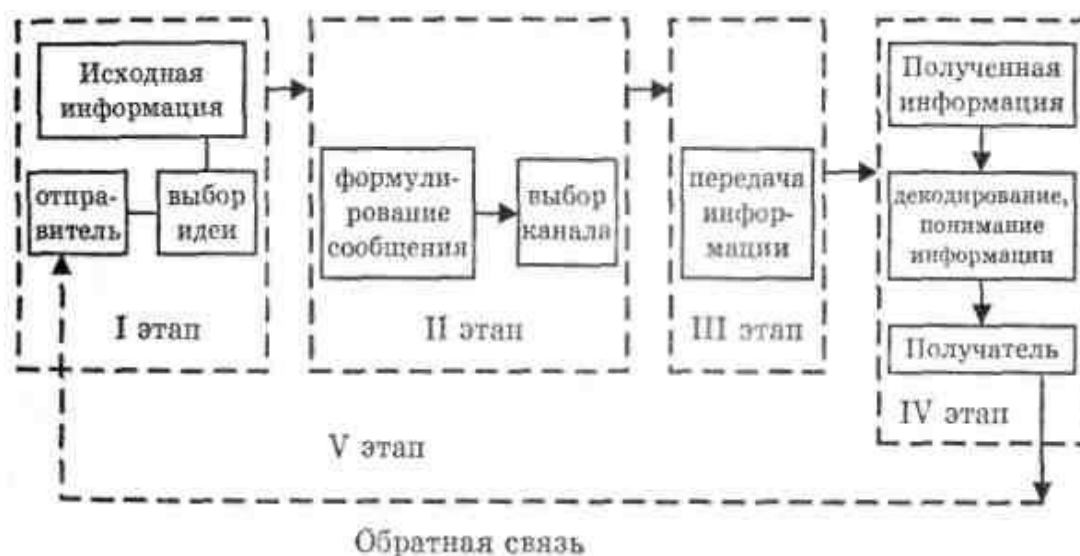 Исходная
информация
отпра-
витель
выбор
идеи
I этап
формули-
рование
сообщения
выбор
канала
II этап
передача
инфор-
мации
III этап
Полученная
информация
декодирование,
понимание
информации
Получатель
IV этап
V этап
Обратная связь